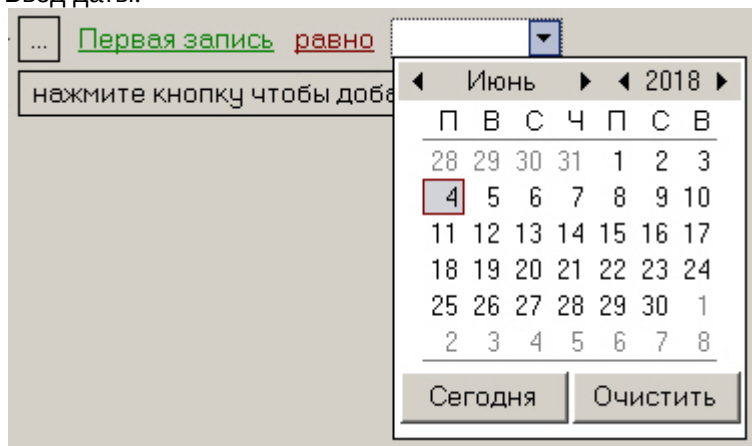 ... Первая запись равно
нажмите кнопку чтобы доба
Июнь 2018
П В С Ч П С В
28 29 30 31 1 2 3
4 5 6 7 8 9 10
11 12 13 14 15 16 17
18 19 20 21 22 23 24
25 26 27 28 29 30 1
2 3 4 5 6 7 8
Сегодня Очистить